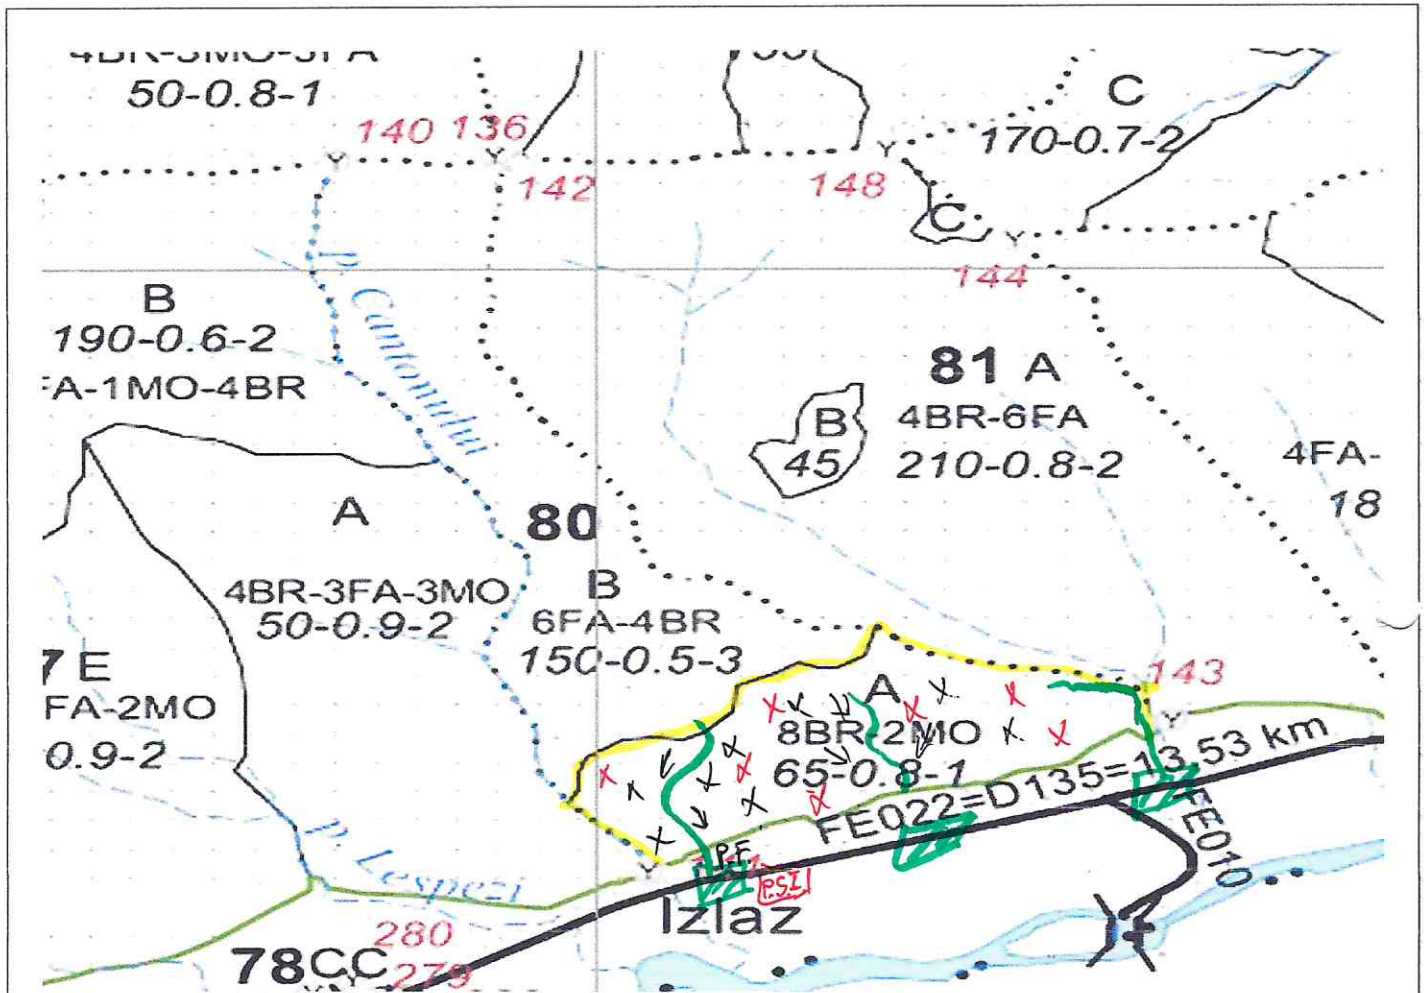 50-0.8-1
140 136
142
148
C
170-0.7-2
C
144
B
190-0.6-2
FA-1MO-4BR
P. Cantonului
81 A
4BR-6FA
210-0.8-2
B
45
4FA-
18
A
80
4BR-3FA-3MO
50-0.9-2
B
6FA-4BR
150-0.5-3
7 E
FA-2MO
0.9-2
143
A
8BR-2MO
65-0.8-1
FE022=D135=13.53 km
FE010
P. Lespezi
P.F.
P.S.I
Izlaz
280
78CC
279